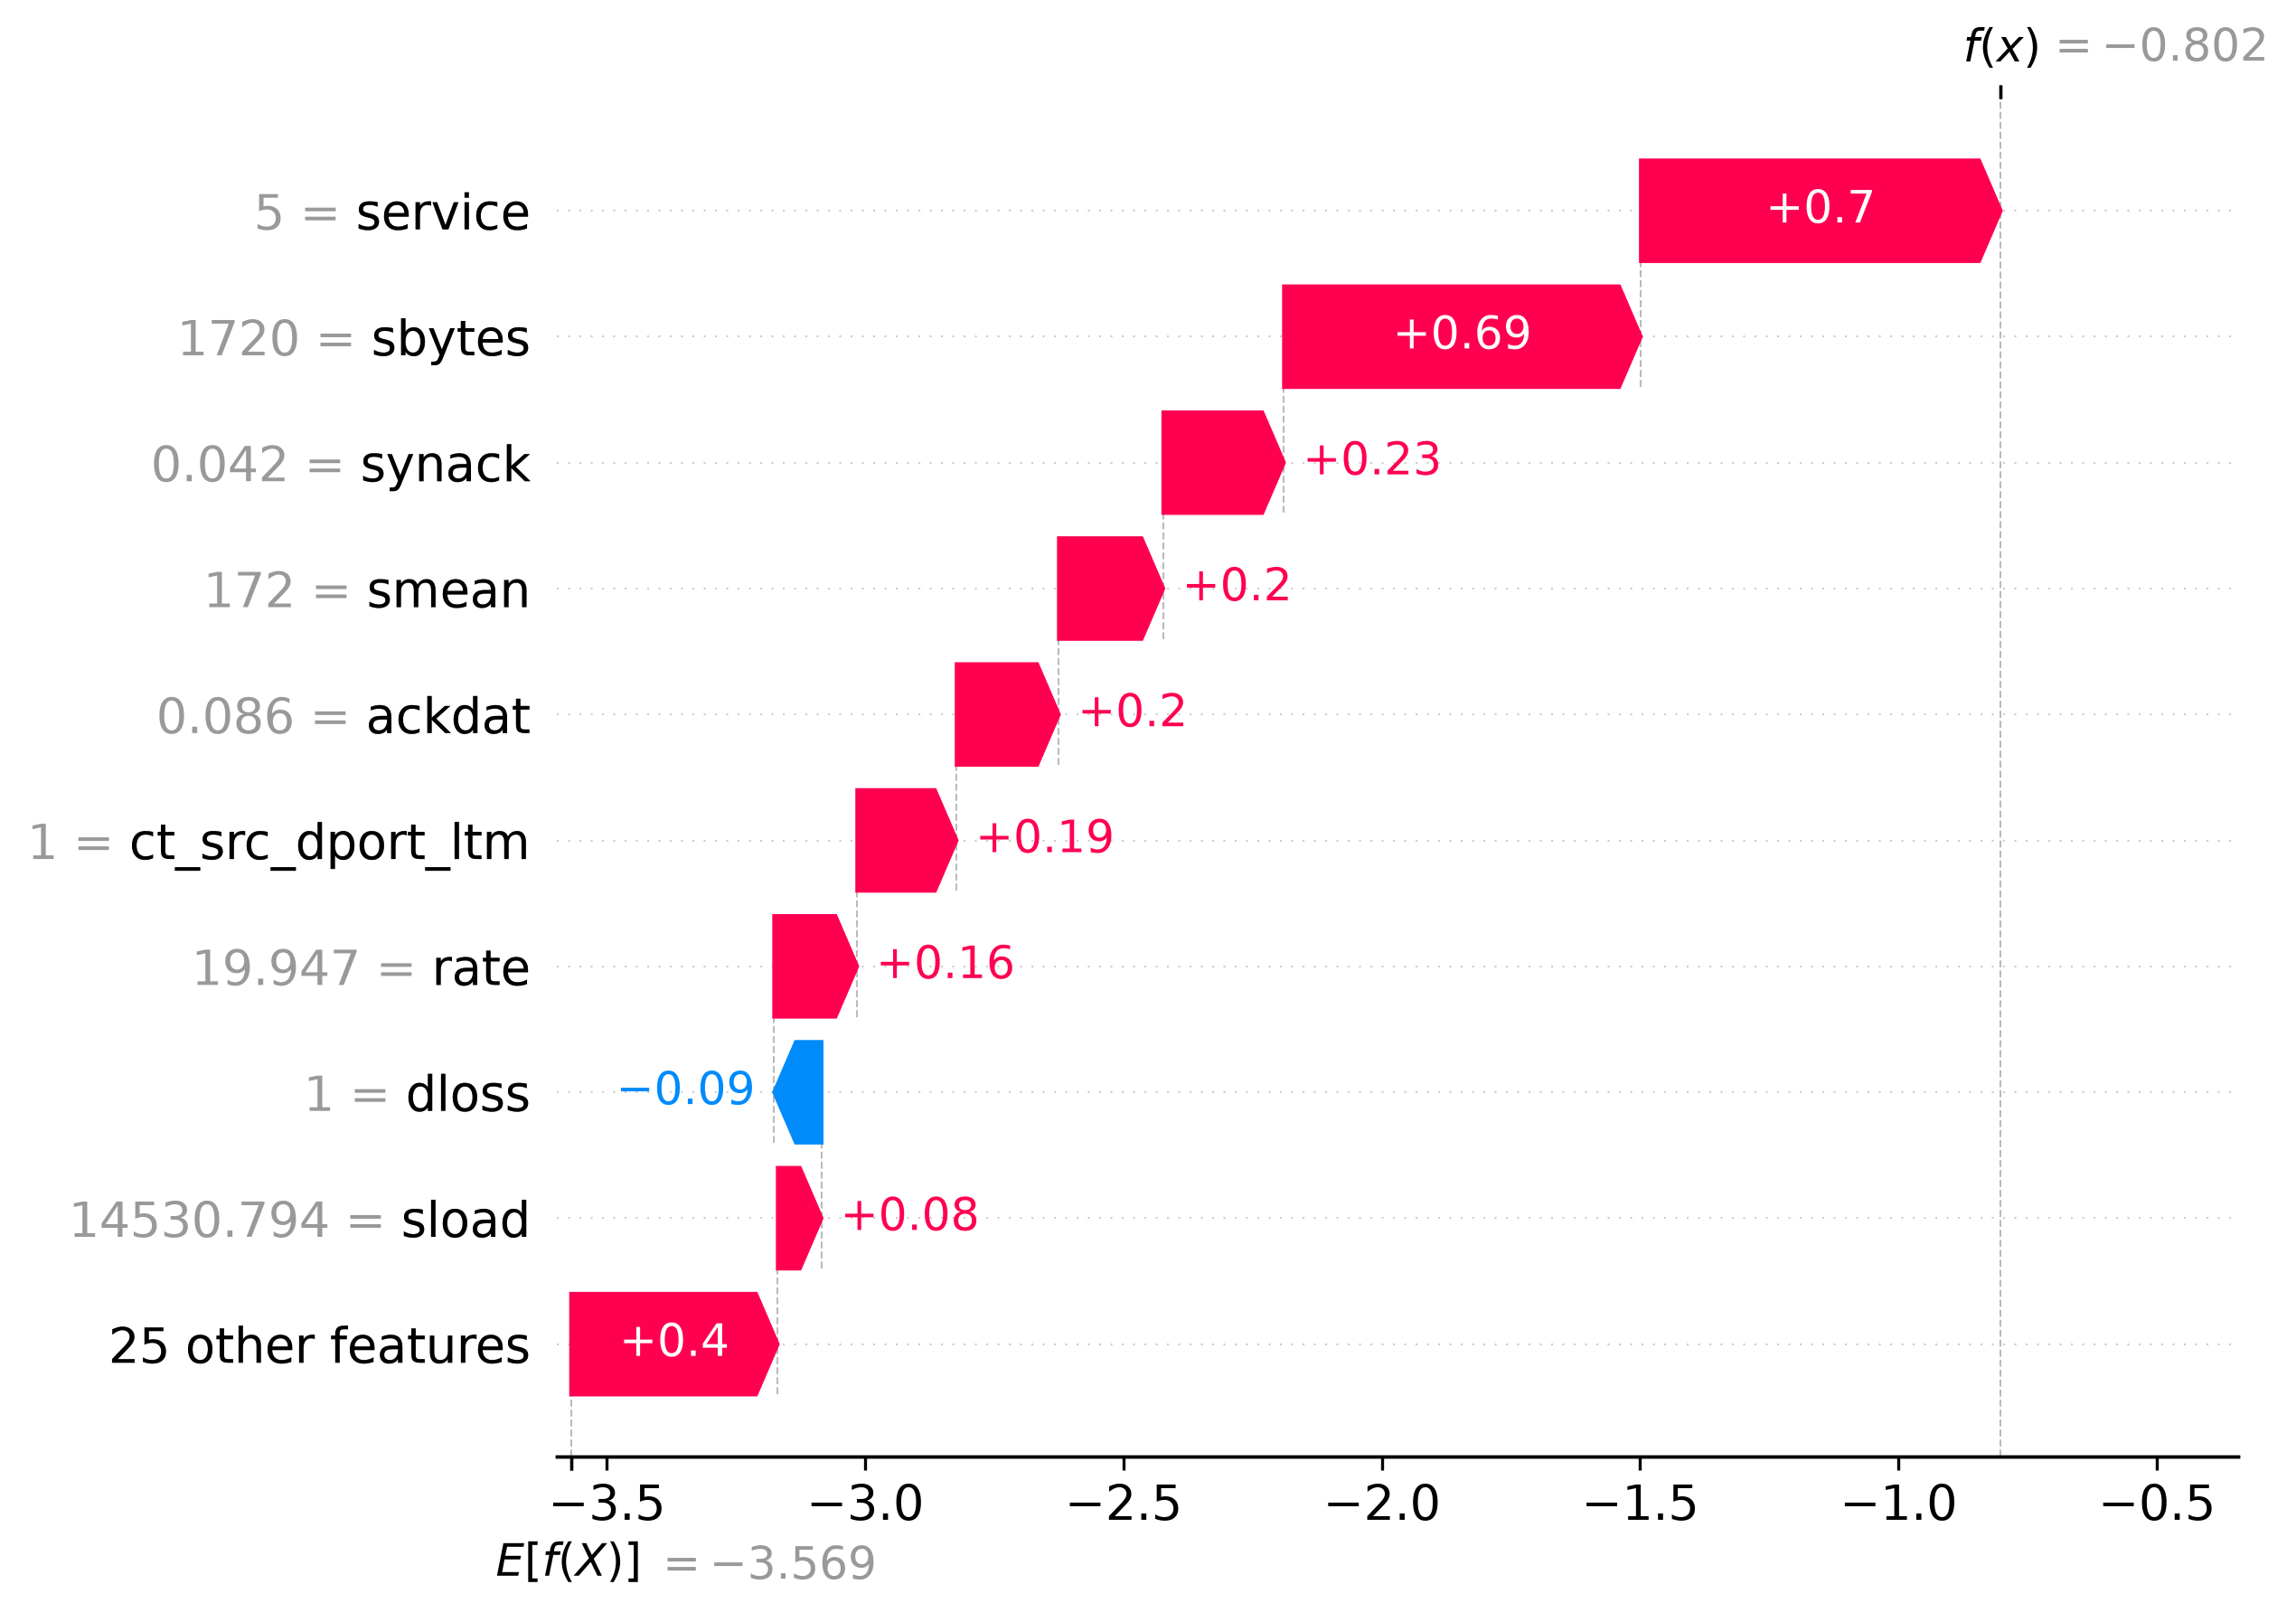 f(x) = −0.802
5 = service
+0.7
1720 = sbytes
+0.69
0.042 = synack
+0.23
172 = smean
+0.2
0.086 = ackdat
+0.2
1 = ct_src_dport_ltm
+0.19
19.947 = rate
+0.16
1 = dloss
−0.09
14530.794 = sload
+0.08
25 other features
+0.4
−3.5 −3.0 −2.5 −2.0 −1.5 −1.0 −0.5
E[f(X)] = −3.569